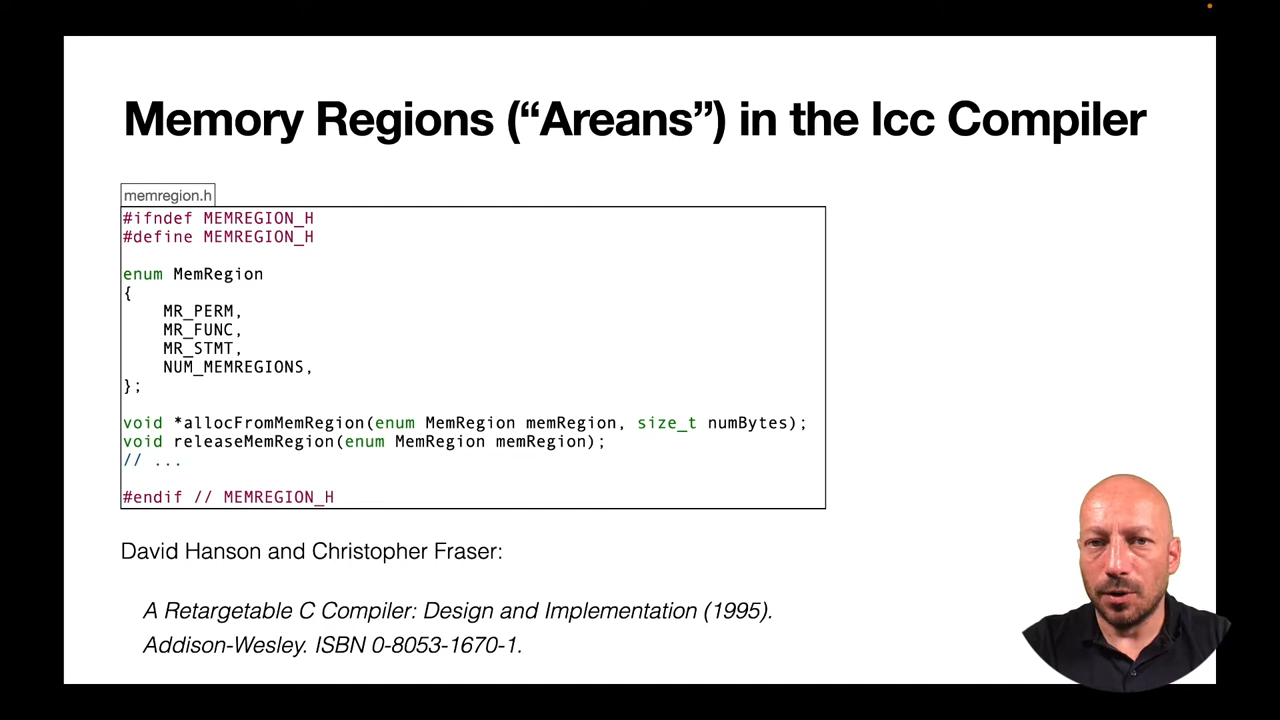 Memory Regions (“Areans”) in the lcc Compiler
memregion.h
#ifndef MEMREGION_H
#define MEMREGION_H
enum MemRegion
{
MR_PERM,
MR_FUNC,
MR_STMT,
NUM_MEMREGIONS,
};
void *allocFromMemRegion(enum MemRegion memRegion, size_t numBytes);
void releaseMemRegion(enum MemRegion memRegion);
// ...
#endif // MEMREGION_H
David Hanson and Christopher Fraser:
A Retargetable C Compiler: Design and Implementation (1995).
Addison-Wesley. ISBN 0-8053-1670-1.